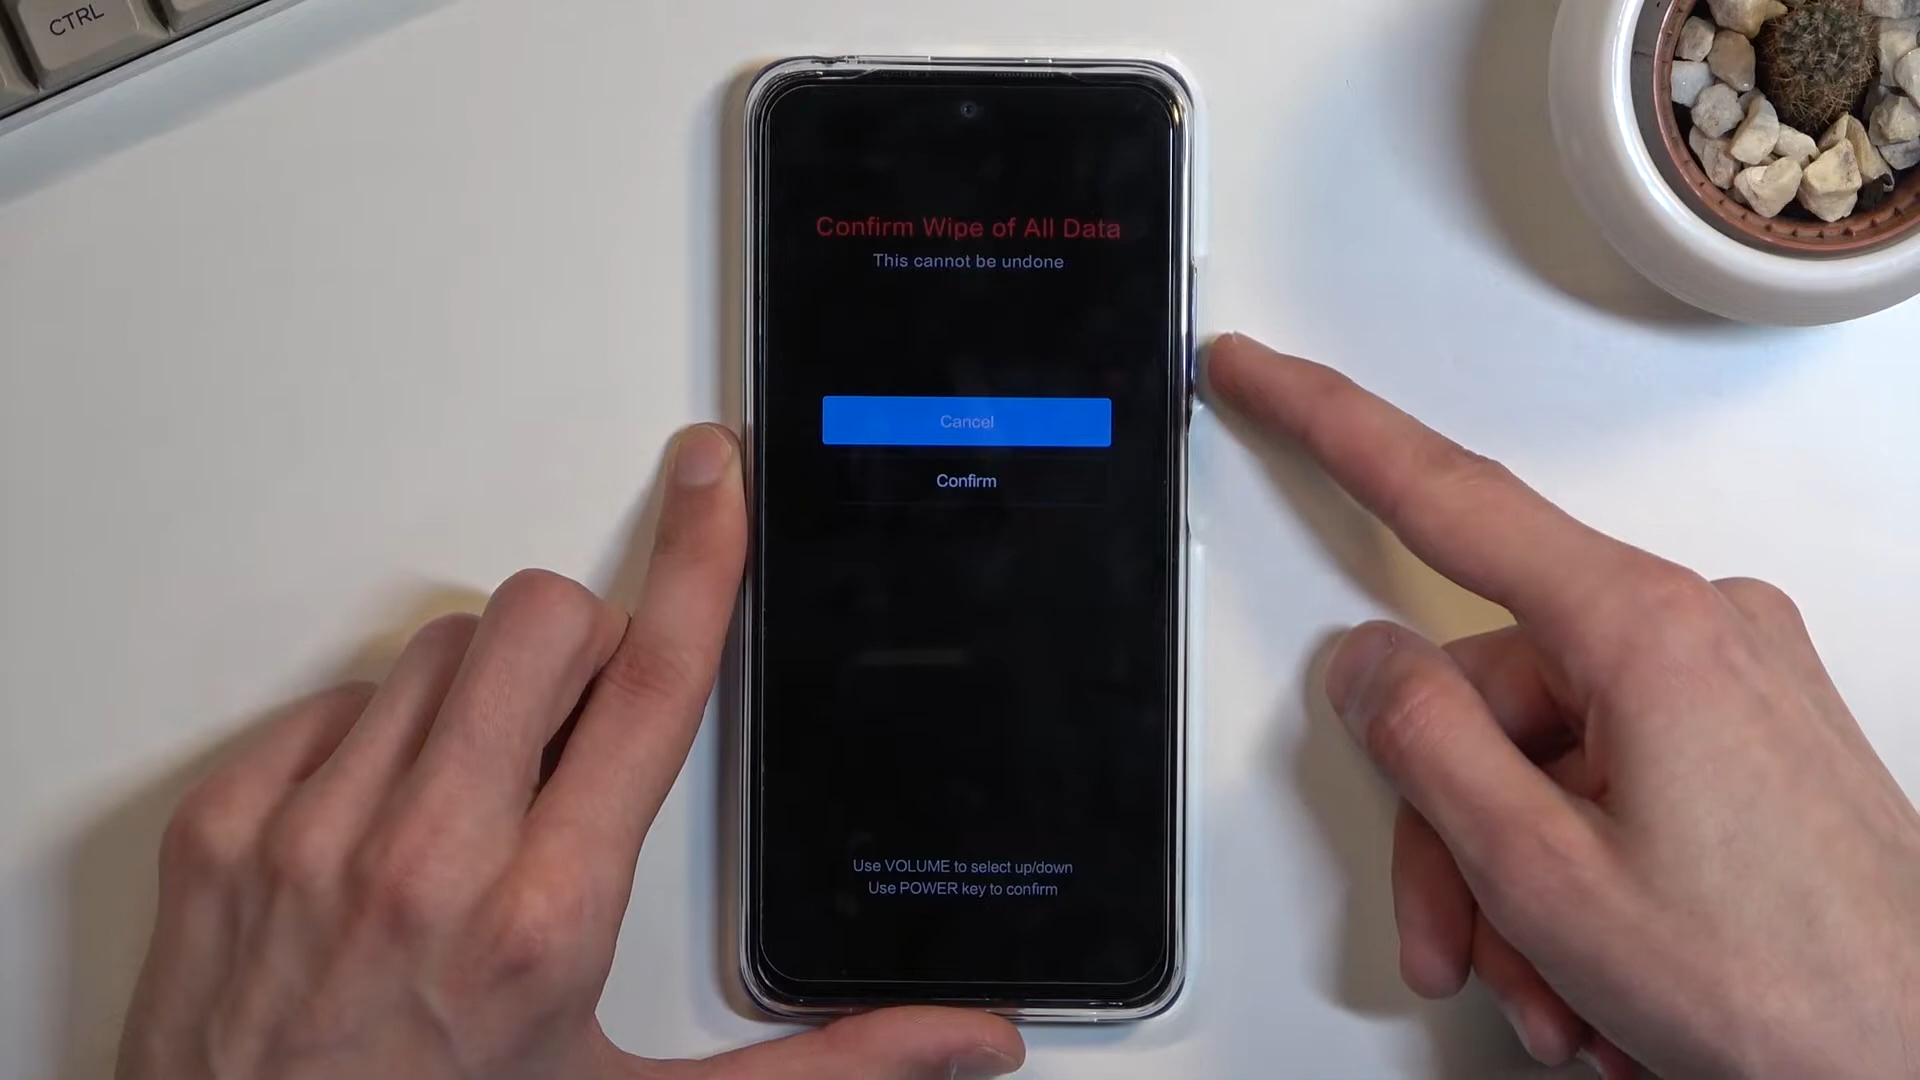 CTRL
Confirm Wipe of All Data
This cannot be undone
Cancel
Confirm
Use VOLUME to select up/down
Use POWER key to confirm